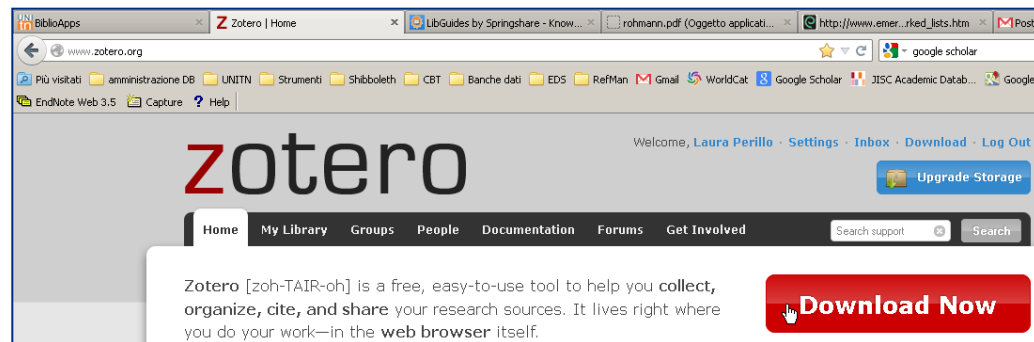 UNI BiblioApps × Z Zotero | Home × LibGuides by Springshare - Know... × rohmann.pdf (Oggetto applicati... × http://www.emer...rked_lists.htm × Post
www.zotero.org google scholar
Più visitati amministrazione DB UNITN Strumenti Shibboleth CBT Banche dati EDS RefMan Gmail WorldCat 8 Google Scholar JISC Academic Datab... Google
EndNote Web 3.5 Capture ? Help
zotero
Welcome, Laura Perillo · Settings · Inbox · Download · Log Out
Upgrade Storage
Home My Library Groups People Documentation Forums Get Involved Search support Search
Zotero [zoh-TAIR-oh] is a free, easy-to-use tool to help you collect,
organize, cite, and share your research sources. It lives right where
you do your work—in the web browser itself.
Download Now